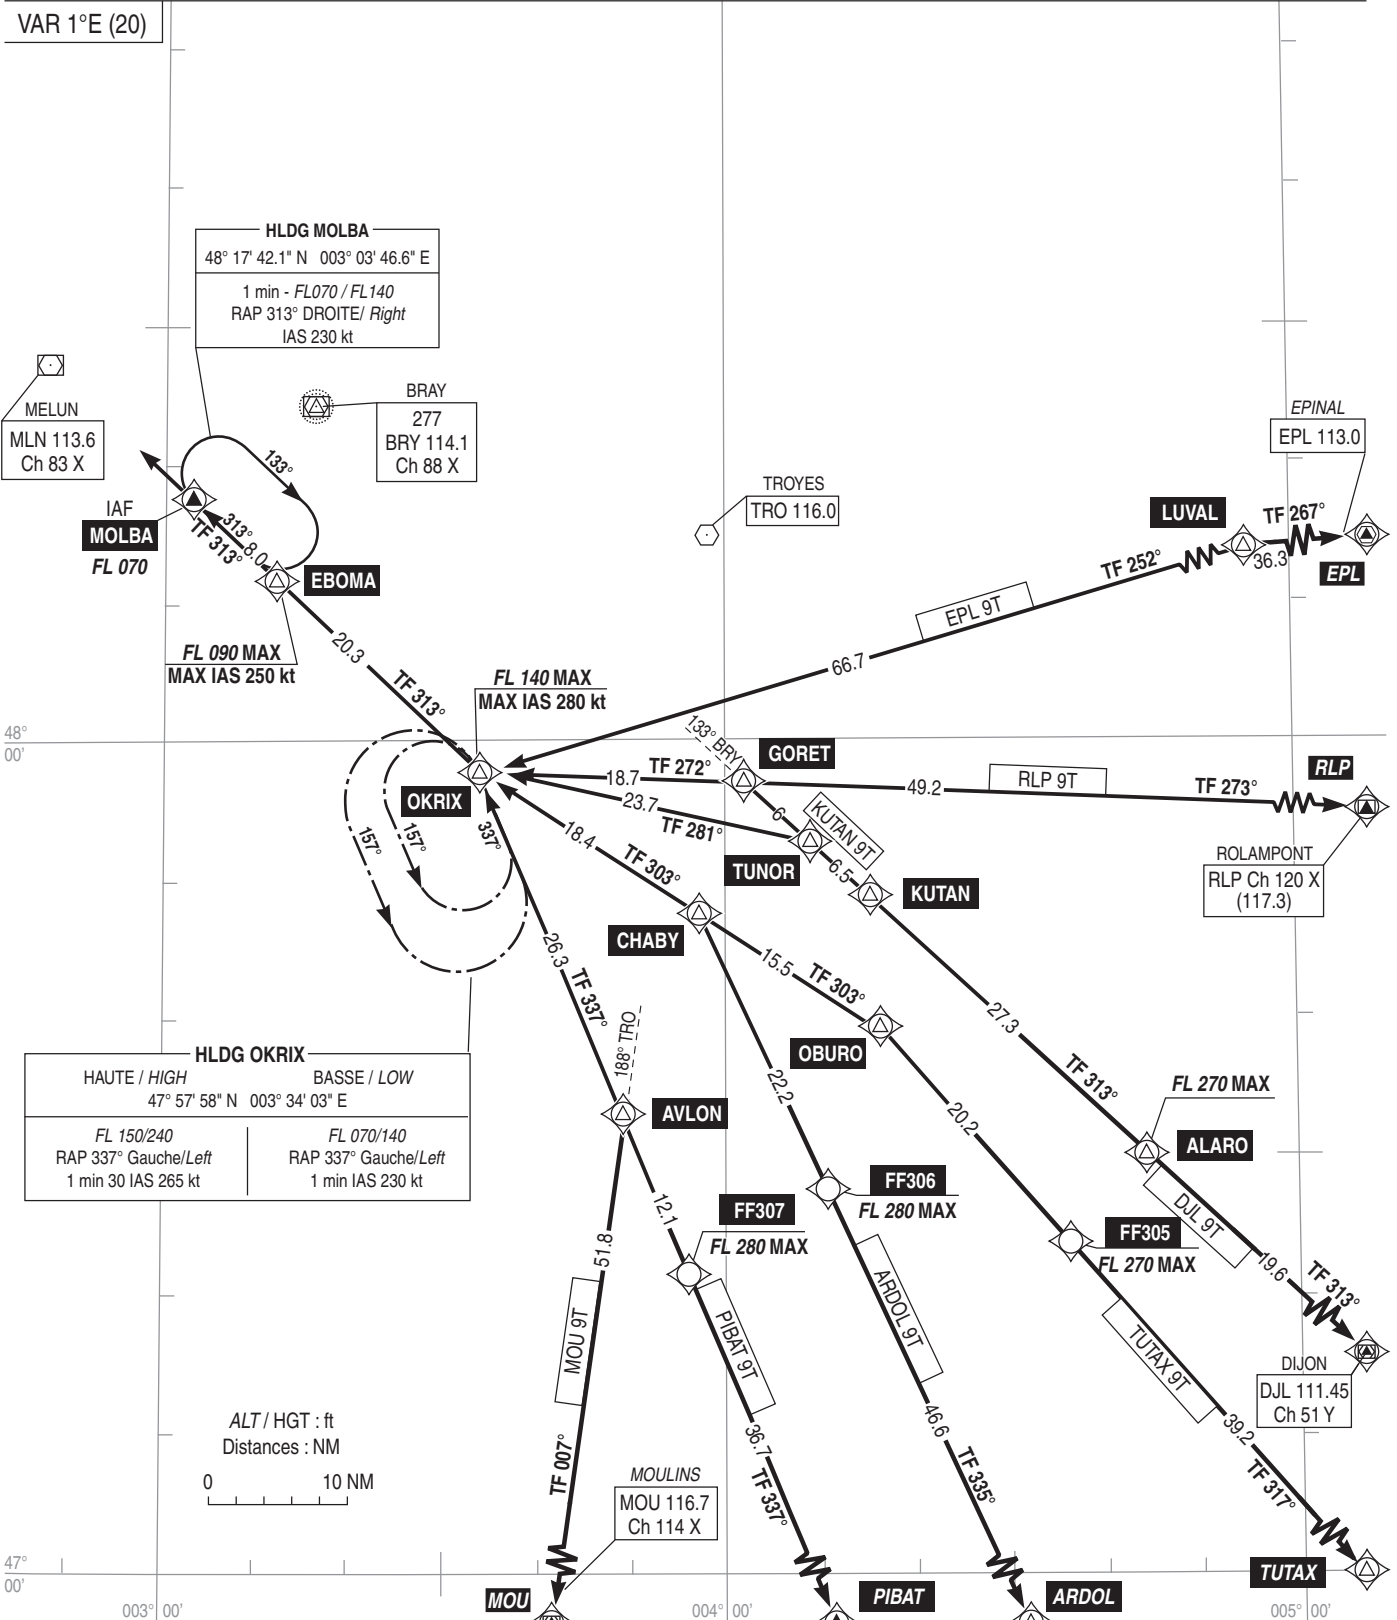 VAR 1°E (20)
HLDG MOLBA
48° 17' 42.1" N 003° 03' 46.6" E
1 min - FL070 / FL140
RAP 313° DROITE/ Right
IAS 230 kt
MELUN
MLN 113.6
Ch 83 X
BRAY
277
BRY 114.1
Ch 88 X
EPINAL
EPL 113.0
TROYES
TRO 116.0
133°
IAF
MOLBA
FL 070
313°
TF 313°
8.0
EBOMA
LUVAL
TF 267°
36.3
EPL
TF 252°
EPL 9T
66.7
FL 090 MAX
MAX IAS 250 kt
20.3
TF 313°
FL 140 MAX
MAX IAS 280 kt
48°
00'
133° BRY
GORET
18.7
TF 272°
49.2
RLP 9T
TF 273°
RLP
OKRIX
23.7
TF 281°
6
KUTAN 9T
TUNOR
6.5
KUTAN
ROLAMPONT
RLP Ch 120 X
(117.3)
157°
157°
337°
18.4
TF 303°
CHABY
26.3
TF 337°
15.5
TF 303°
OBURO
27.3
TF 313°
FL 270 MAX
ALARO
188° TRO
AVLON
22.2
20.2
HLDG OKRIX
HAUTE / HIGH
BASSE / LOW
47° 57' 58" N 003° 34' 03" E
FL 150/240
RAP 337° Gauche/Left
1 min 30 IAS 265 kt
FL 070/140
RAP 337° Gauche/Left
1 min IAS 230 kt
FF306
FL 280 MAX
FF307
FL 280 MAX
12.1
51.8
FF305
FL 270 MAX
DJL 9T
19.6
TF 313°
MOU 9T
PIBAT 9T
ARDOL 9T
TUTAX 9T
DIJON
DJL 111.45
Ch 51 Y
ALT / HGT : ft
Distances : NM
0 10 NM
TF 007°
MOULINS
MOU 116.7
Ch 114 X
36.7
TF 337°
46.6
TF 335°
39.2
TF 317°
47°
00'
MOU
PIBAT
ARDOL
TUTAX
003° 00'
004° 00'
005° 00'